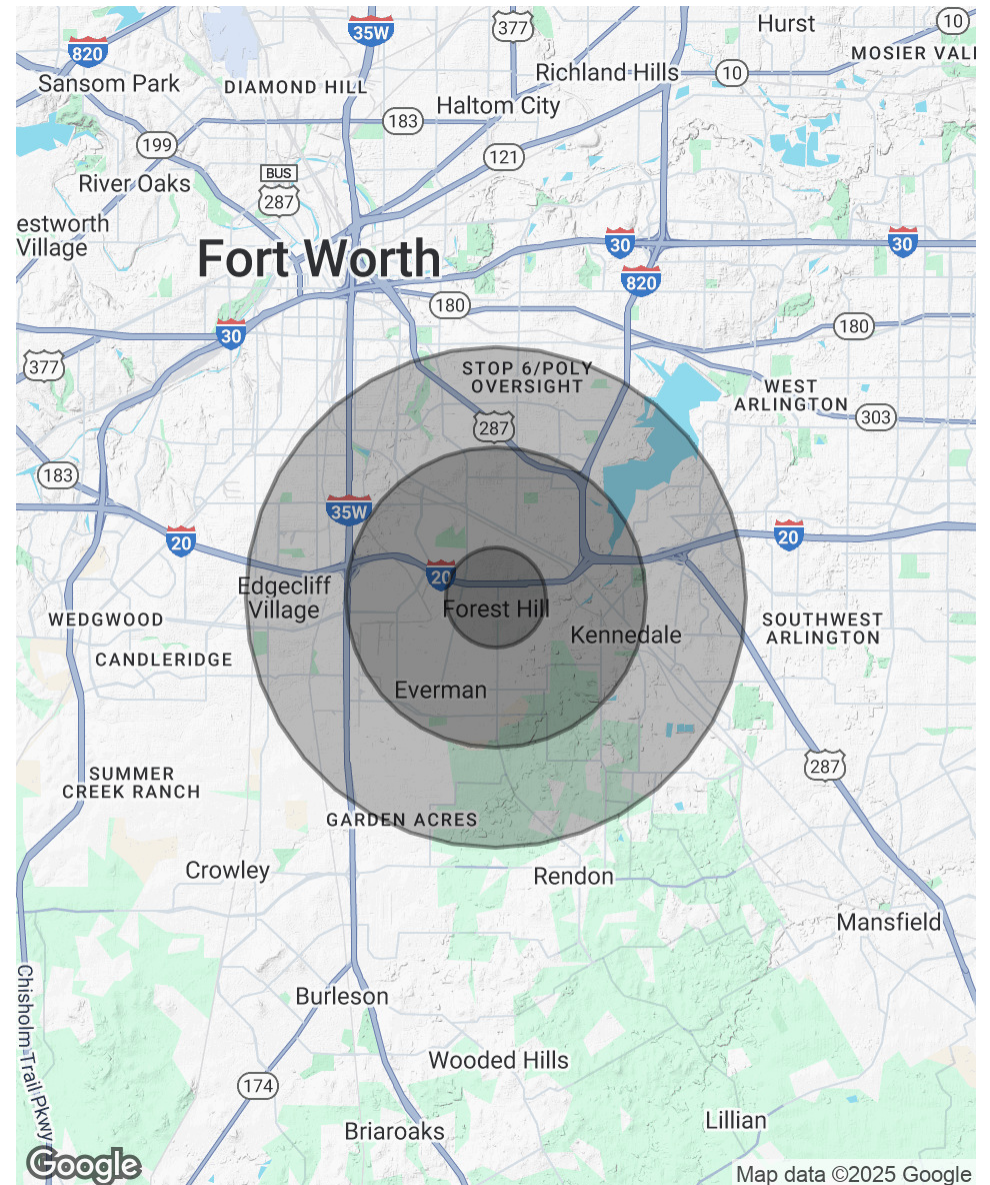 377
35W
Hurst
10
820
MOSIER VALL
Richland Hills
10
Sansom Park
DIAMOND HILL
Haltom City
183
199
121
River Oaks
BUS
287
estworth
Village
Fort Worth
30
30
820
180
30
180
377
STOP 6/POLY
OVERSIGHT
WEST
ARLINGTON
303
287
183
35W
20
20
20
Edgecliff
Village
Forest Hill
WEDGWOOD
SOUTHWEST
ARLINGTON
Kennedale
CANDLERIDGE
Everman
287
SUMMER
CREEK RANCH
GARDEN ACRES
Crowley
Rendon
Mansfield
Chisholm Trail Pkwy
Burleson
Wooded Hills
174
Lillian
Briaroaks
Google
Map data ©2025 Google